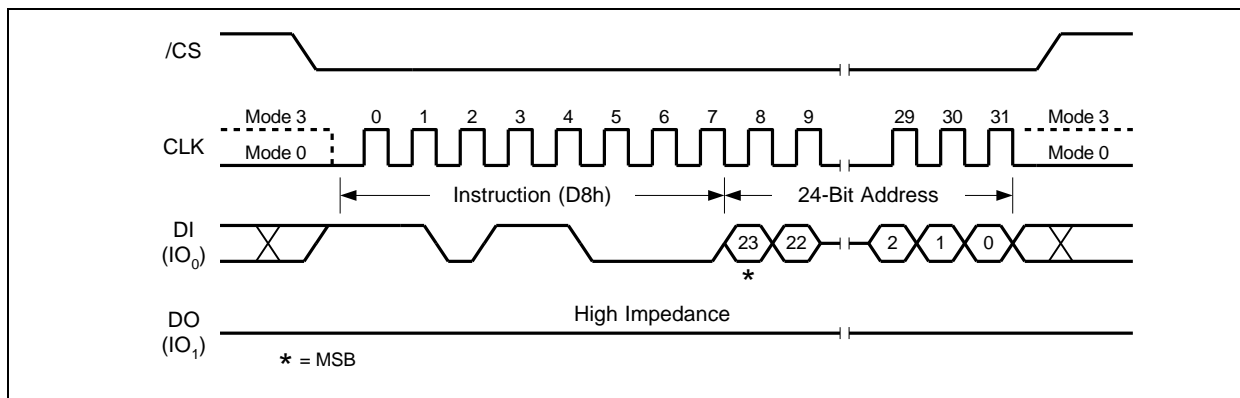 /CS
Mode 3
0 1 2 3 4 5 6 7 8 9 29 30 31
Mode 3
CLK
Mode 0
Mode 0
Instruction (D8h)
24-Bit Address
DI
(IO0)
23 22 2 1 0
*
DO
(IO1)
High Impedance
* = MSB